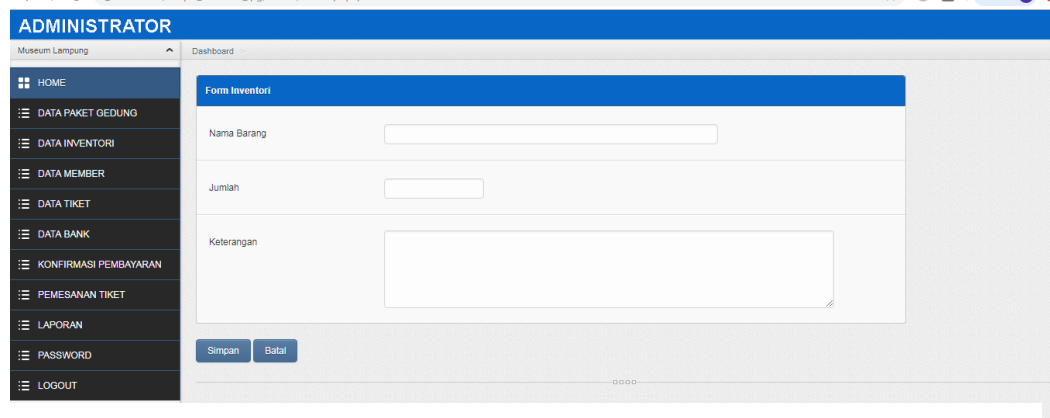 ADMINISTRATOR
Museum Lampung
Dashboard
HOME
DATA PAKET GEDUNG
DATA INVENTORI
DATA MEMBER
DATA TIKET
DATA BANK
KONFIRMASI PEMBAYARAN
PEMESANAN TIKET
LAPORAN
PASSWORD
LOGOUT
Form Inventori
Nama Barang
Jumlah
Keterangan
Simpan Batal